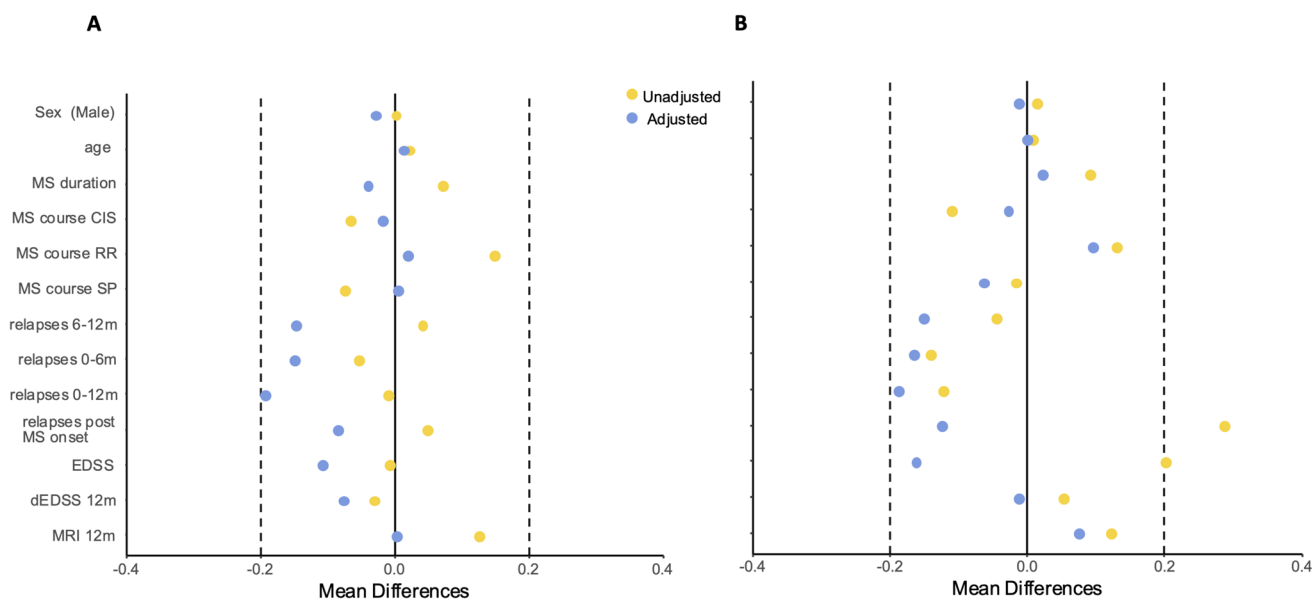 A
B
Unadjusted
Adjusted
Sex (Male)
age
MS duration
MS course CIS
MS course RR
MS course SP
relapses 6-12m
relapses 0-6m
relapses 0-12m
relapses post
MS onset
EDSS
dEDSS 12m
MRI 12m
-0.4 -0.2 0.0 0.2 0.4
Mean Differences
-0.4 -0.2 0.0 0.2 0.4
Mean Differences